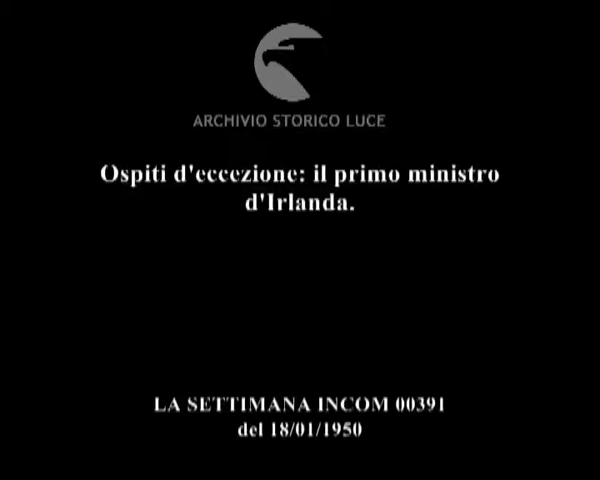 ARCHIVIO STORICO LUCE
Ospiti d'eccezione: il primo ministro
d'Irlanda.
LA SETTIMANA INCOM 00391
del 18/01/1950